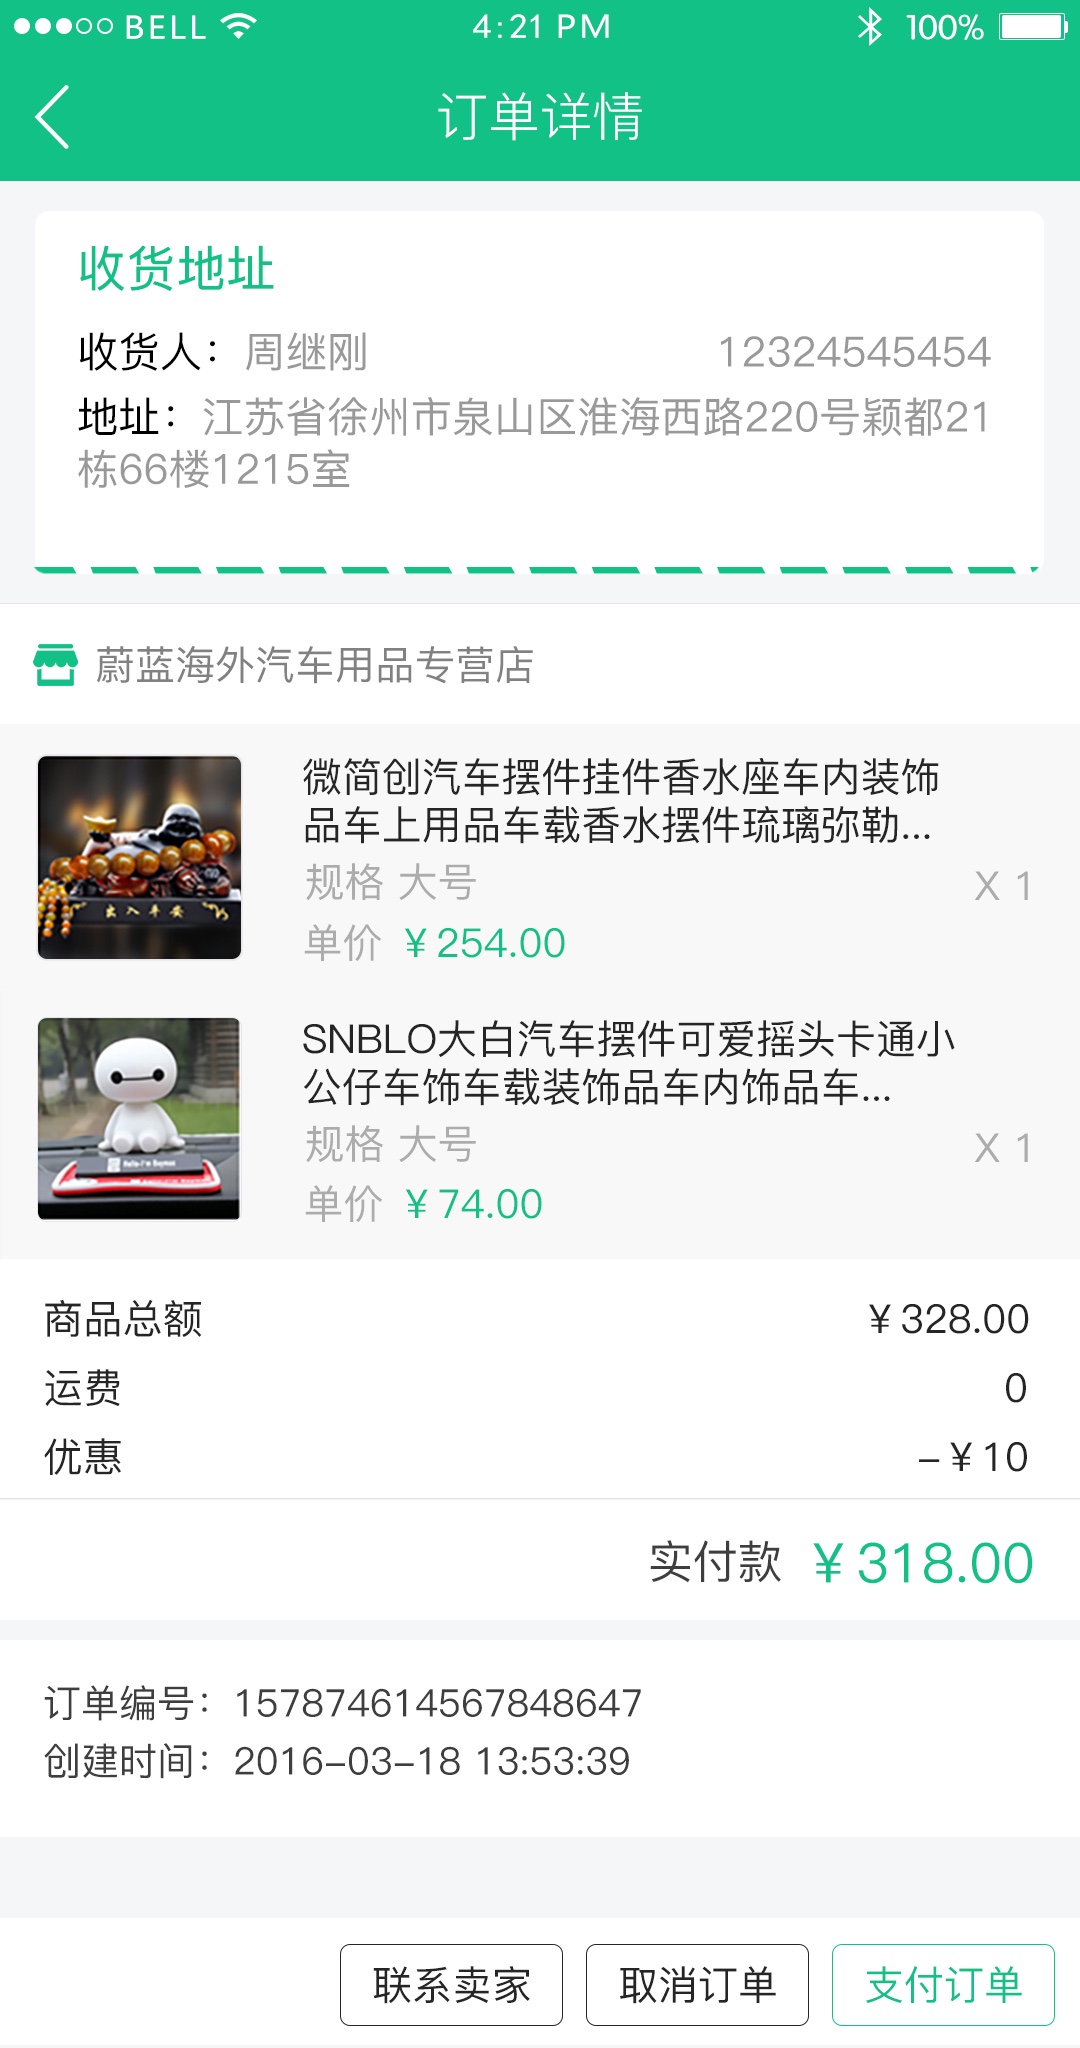 BELL 4:21 PM 100%
订单详情
收货地址
收货人：周继刚 12324545454
地址：江苏省徐州市泉山区淮海西路220号颖都21
栋66楼1215室
蔚蓝海外汽车用品专营店
微简创汽车摆件挂件香水座车内装饰
品车上用品车载香水摆件琉璃弥勒...
规格 大号 X 1
单价 ¥ 254.00
出入平安
SNBLO大白汽车摆件可爱摇头卡通小
公仔车饰车载装饰品车内饰品车...
规格 大号 X 1
单价 ¥ 74.00
Hello I'm Baymax
商品总额 ¥ 328.00
运费 0
优惠 –¥10
实付款 ¥ 318.00
订单编号：157874614567848647
创建时间：2016–03–18 13:53:39
联系卖家 取消订单 支付订单